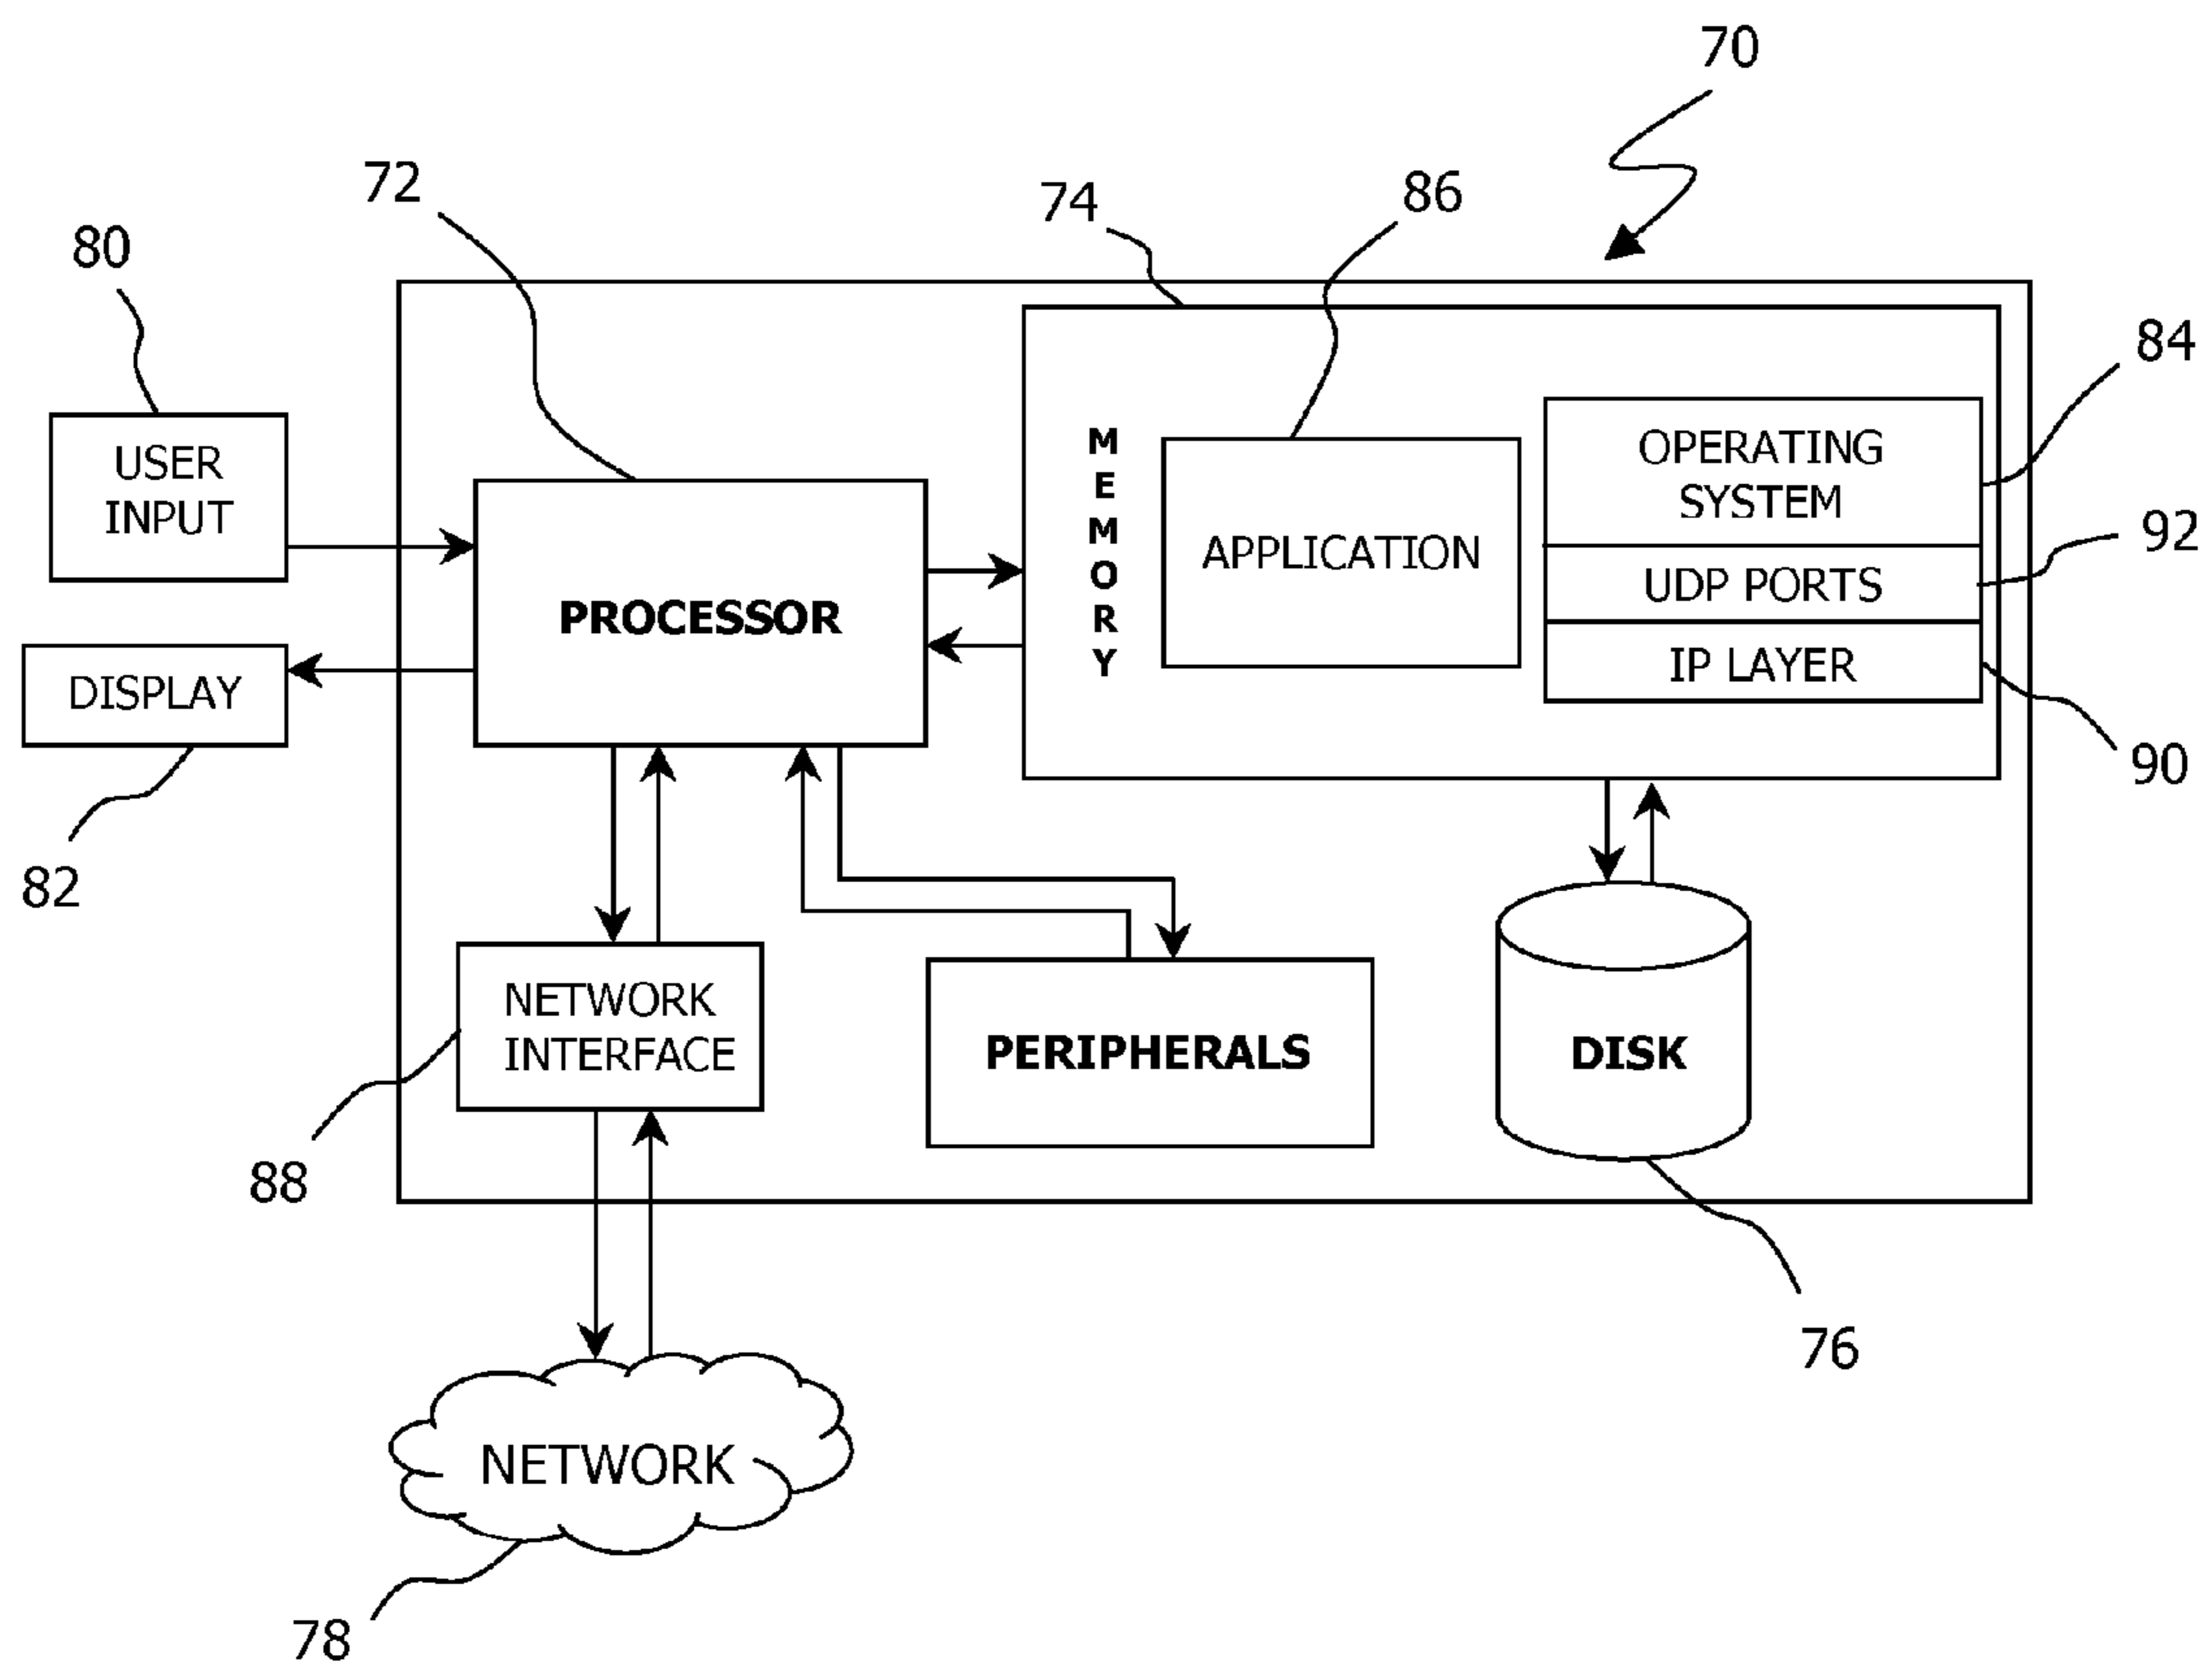 70
72
74
86
80
84
USER
INPUT
MEMORY
APPLICATION
OPERATING
SYSTEM
92
UDP PORTS
PROCESSOR
IP LAYER
DISPLAY
90
82
NETWORK
INTERFACE
PERIPHERALS
DISK
88
76
NETWORK
78